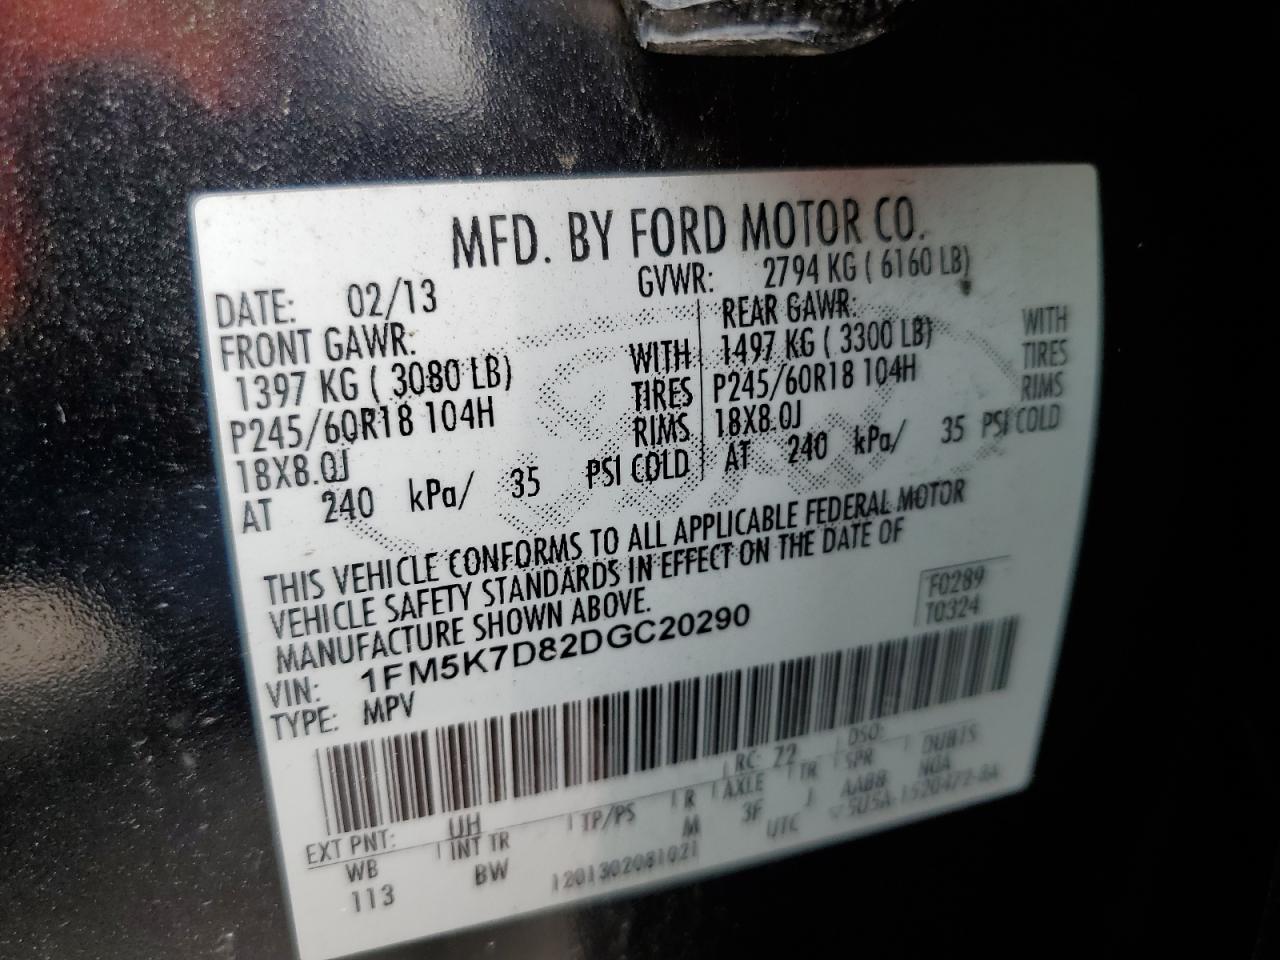 MFD. BY FORD MOTOR CO.
DATE: 02/13 GVWR: 2794 KG ( 6160 LB)
FRONT GAWR: REAR GAWR:
1397 KG ( 3080 LB) WITH 1497 KG ( 3300 LB) WITH
P245/60R18 104H TIRES P245/60R18 104H TIRES
18X8.0J RIMS 18X8.0J RIMS
AT 240 kPa/ 35 PSI COLD AT 240 kPa/ 35 PSI COLD
THIS VEHICLE CONFORMS TO ALL APPLICABLE FEDERAL MOTOR
VEHICLE SAFETY STANDARDS IN EFFECT ON THE DATE OF
MANUFACTURE SHOWN ABOVE.
F0289
T0324
VIN: 1FM5K7D82DGC20290
TYPE: MPV
EXT PNT: UH RC: 72 DSO:
WB INT TR TP/PS R AXLE TR SPR
113 BW M 3F J AABB
1201302081021 UTC